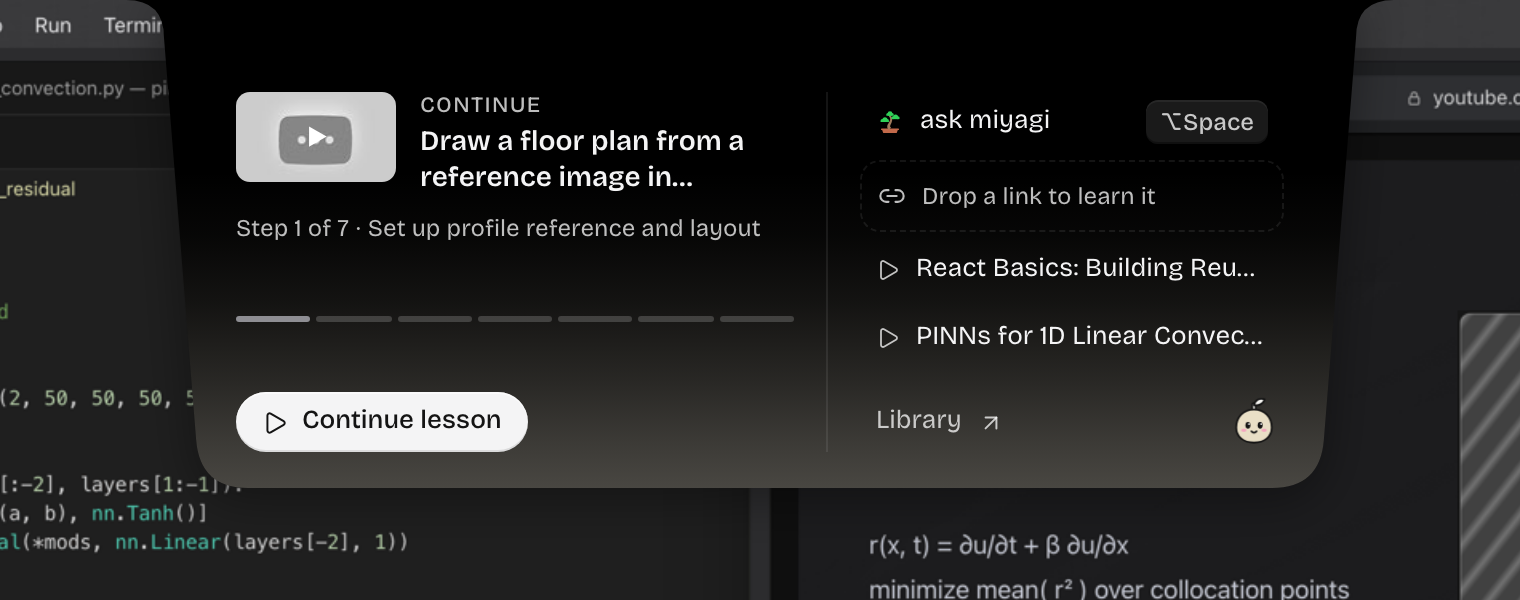 Run Termin
_convection.py — pi
youtube.c
CONTINUE
Draw a floor plan from a
reference image in...
Step 1 of 7 · Set up profile reference and layout
Continue lesson
ask miyagi
⌥Space
Drop a link to learn it
React Basics: Building Reu...
PINNs for 1D Linear Convec...
Library ↗
_residual
d
(2, 50, 50, 50, 5
[:-2], layers[1:-1]):
(a, b), nn.Tanh()]
al(*mods, nn.Linear(layers[-2], 1))
r(x, t) = ∂u/∂t + β ∂u/∂x
minimize mean( r² ) over collocation points